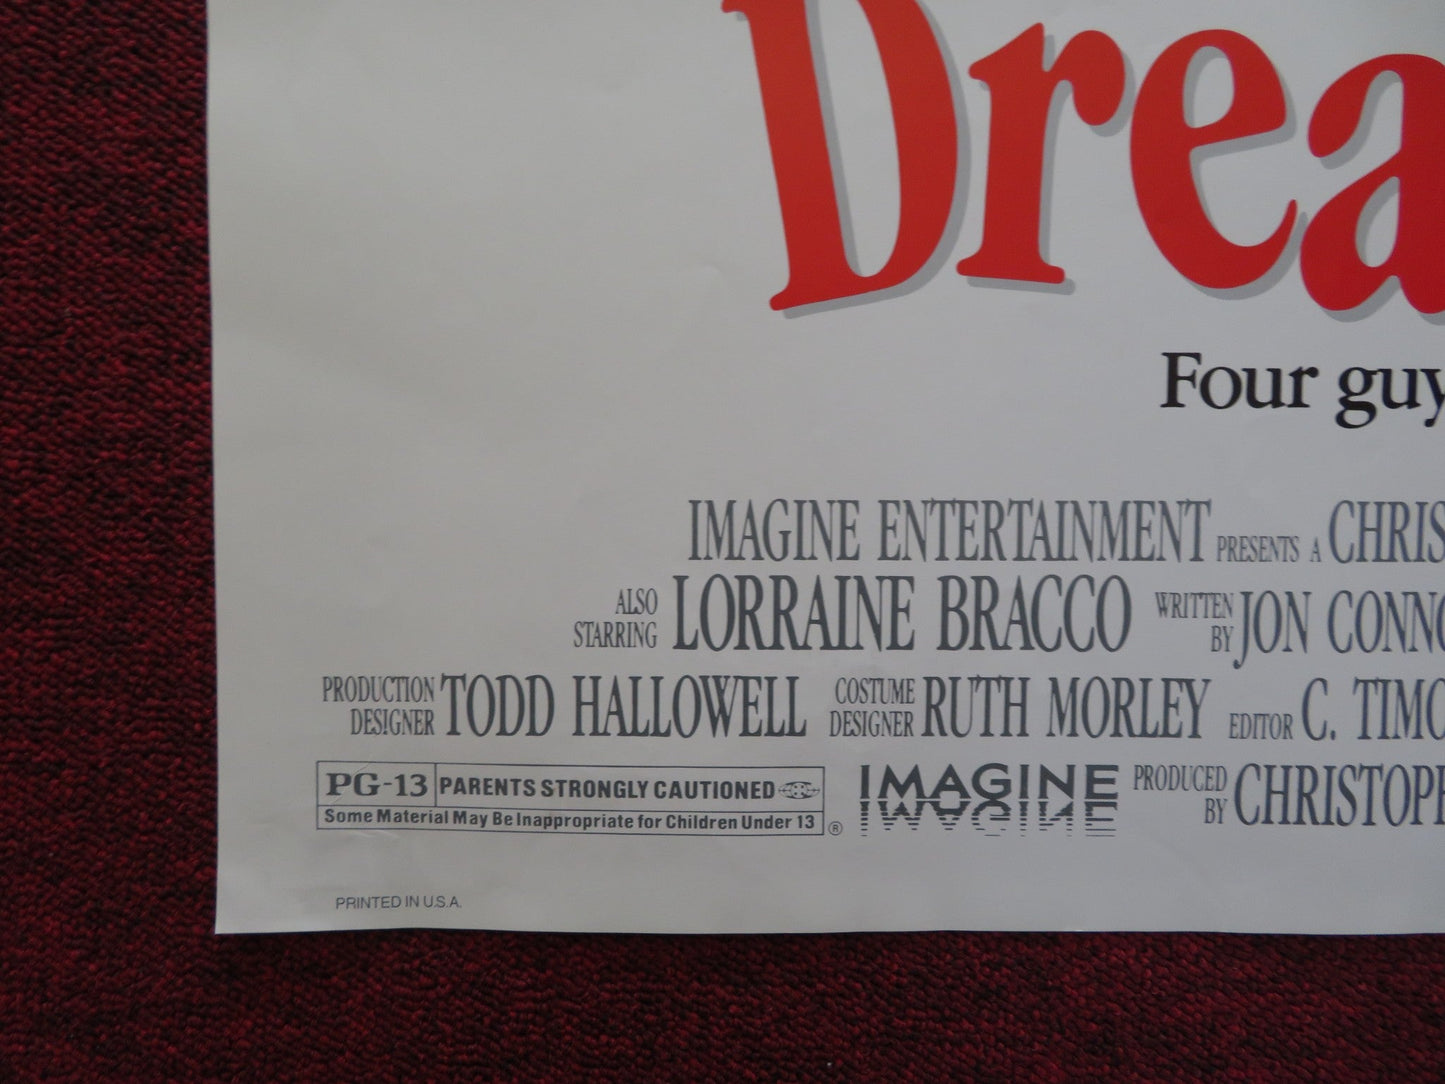 Drea
Four guy
IMAGINE ENTERTAINMENT PRESENTS A CHRIS
ALSO STARRING LORRAINE BRACCO WRITTEN BY JON CONNO
PRODUCTION DESIGNER TODD HALLOWELL COSTUME DESIGNER RUTH MORLEY EDITOR C. TIMO
PG-13 PARENTS STRONGLY CAUTIONED
Some Material May Be Inappropriate for Children Under 13 ®
IMAGINE PRODUCED BY CHRISTOPHE
PRINTED IN U.S.A.